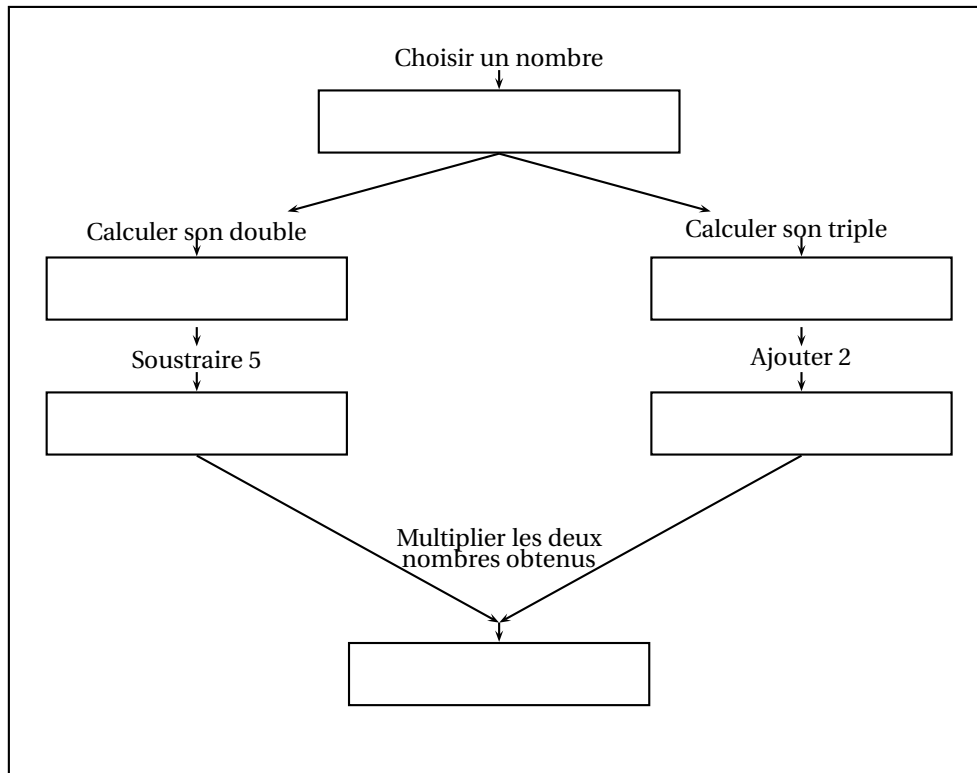 Choisir un nombre
Calculer son double
Calculer son triple
Soustraire 5
Ajouter 2
Multiplier les deux
nombres obtenus